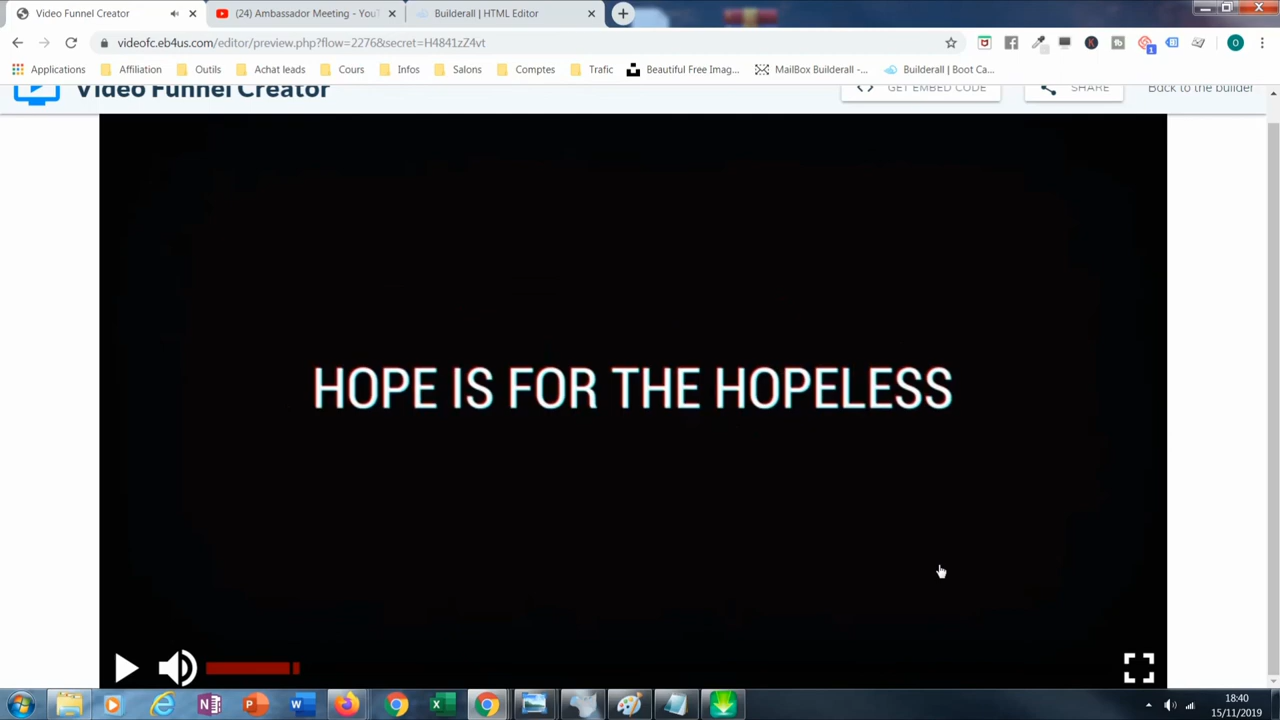 Video Funnel Creator
(24) Ambassador Meeting - YouT
Builderall | HTML Editor
videofc.eb4us.com/editor/preview.php?flow=2276&secret=H4841zZ4vt
Applications
Affiliation
Outils
Achat leads
Cours
Infos
Salons
Comptes
Trafic
Beautiful Free Imag...
MailBox Builderall -...
Builderall | Boot Ca...
Video Funnel Creator
GET EMBED CODE
SHARE
Back to the builder
HOPE IS FOR THE HOPELESS
18:40
15/11/2019